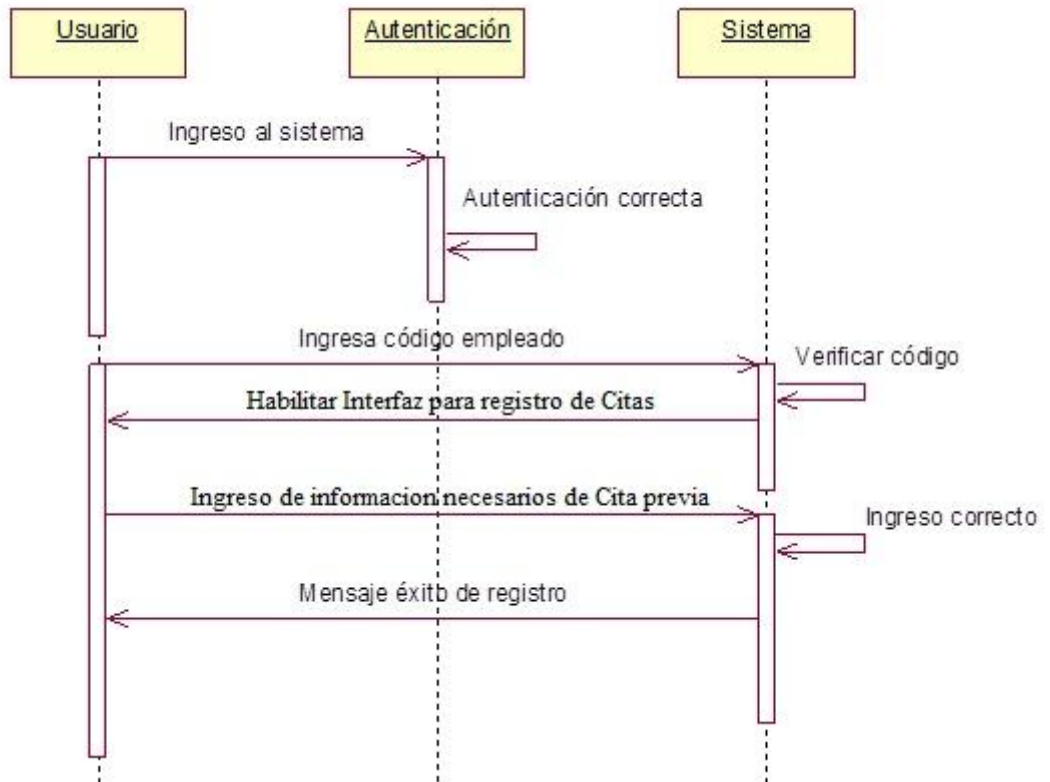 Usuario
Autenticación
Sistema
Ingreso al sistema
Autenticación correcta
Ingresa código empleado
Verificar código
Habilitar Interfaz para registro de Citas
Ingreso de informacion necesarios de Cita previa
Ingreso correcto
Mensaje éxito de registro